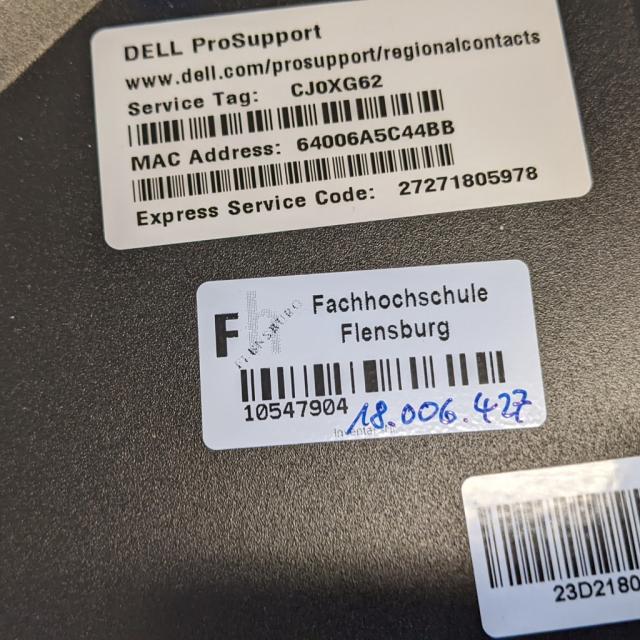 DELL ProSupport
www.dell.com/prosupport/regionalcontacts
Service Tag: CJ0XG62
MAC Address: 64006A5C44BB
Express Service Code: 27271805978
Fachhochschule
Flensburg
F
FLENSBURG
10547904
18.006.427
23D2180